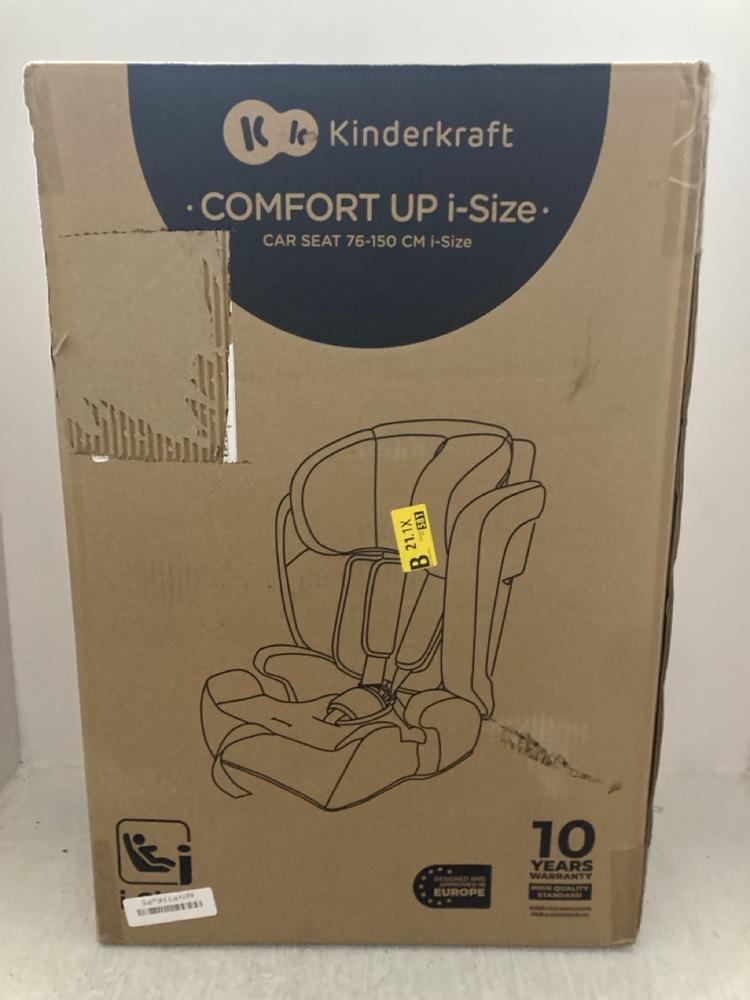 Kinderkraft
· COMFORT UP i-Size ·
CAR SEAT 76-150 CM i-Size
B 21.1X
DESIGNED AND
APPROVED IN
EUROPE
10
YEARS
WARRANTY
HIGH QUALITY
STANDARD